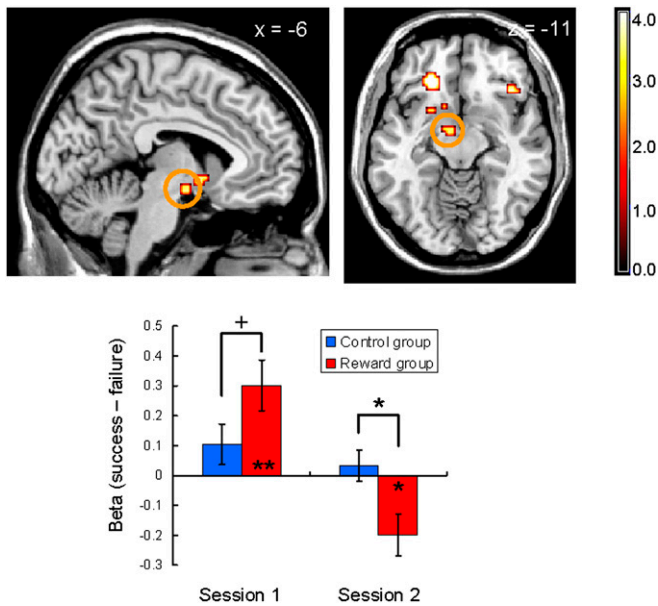 x = -6
z = -11
4.0
3.0
2.0
1.0
0.0
0.5
0.4
0.3
0.2
0.1
0
-0.1
-0.2
-0.3
Beta (success – failure)
+
Control group
Reward group
**
*
*
Session 1
Session 2